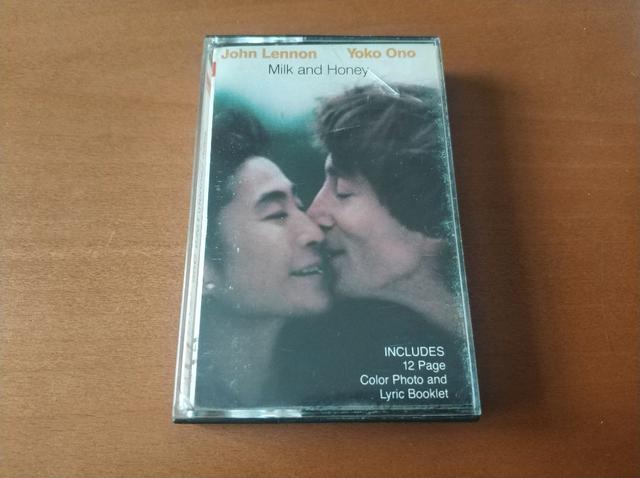 John Lennon Yoko Ono
Milk and Honey
INCLUDES
12 Page
Color Photo and
Lyric Booklet